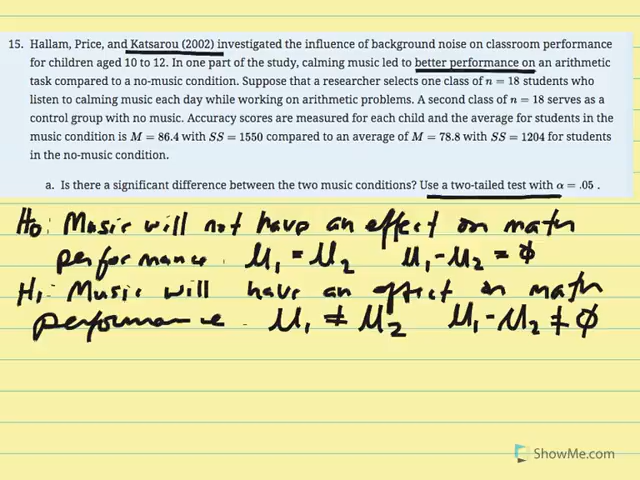 15. Hallam, Price, and Katsarou (2002) investigated the influence of background noise on classroom performance
for children aged 10 to 12. In one part of the study, calming music led to better performance on an arithmetic
task compared to a no-music condition. Suppose that a researcher selects one class of n = 18 students who
listen to calming music each day while working on arithmetic problems. A second class of n = 18 serves as a
control group with no music. Accuracy scores are measured for each child and the average for students in the
music condition is M = 86.4 with SS = 1550 compared to an average of M = 78.8 with SS = 1204 for students
in the no-music condition.
a. Is there a significant difference between the two music conditions? Use a two-tailed test with α = .05 .
H0: Music will not have an effect on math
performance. μ1 = μ2 μ1 - μ2 = 0
H1: Music will have an effect on math
performance. μ1 ≠ μ2 μ1 - μ2 ≠ 0
ShowMe.com